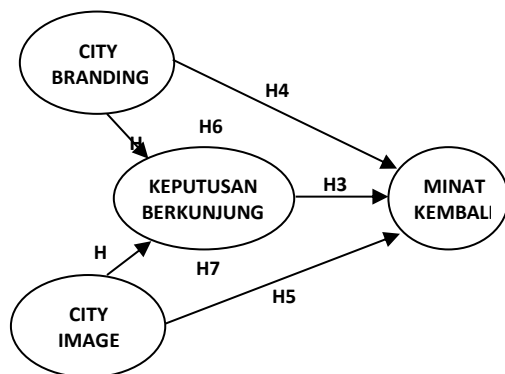 CITY
BRANDING
H4
H
H6
KEPUTUSAN
BERKUNJUNG
H3
MINAT
KEMBALI
H
H7
H5
CITY
IMAGE